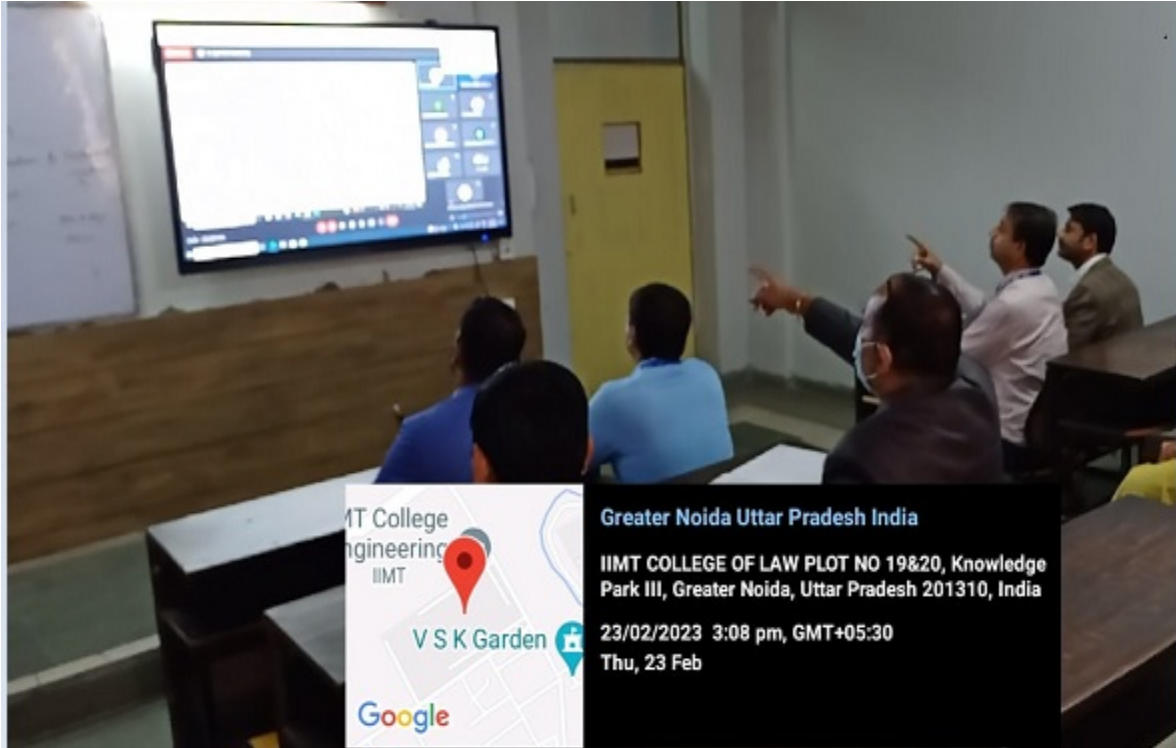 IT College
ngineering
IIMT
V S K Garden
Google
Greater Noida Uttar Pradesh India
IIMT COLLEGE OF LAW PLOT NO 19&20, Knowledge
Park III, Greater Noida, Uttar Pradesh 201310, India
23/02/2023 3:08 pm, GMT+05:30
Thu, 23 Feb